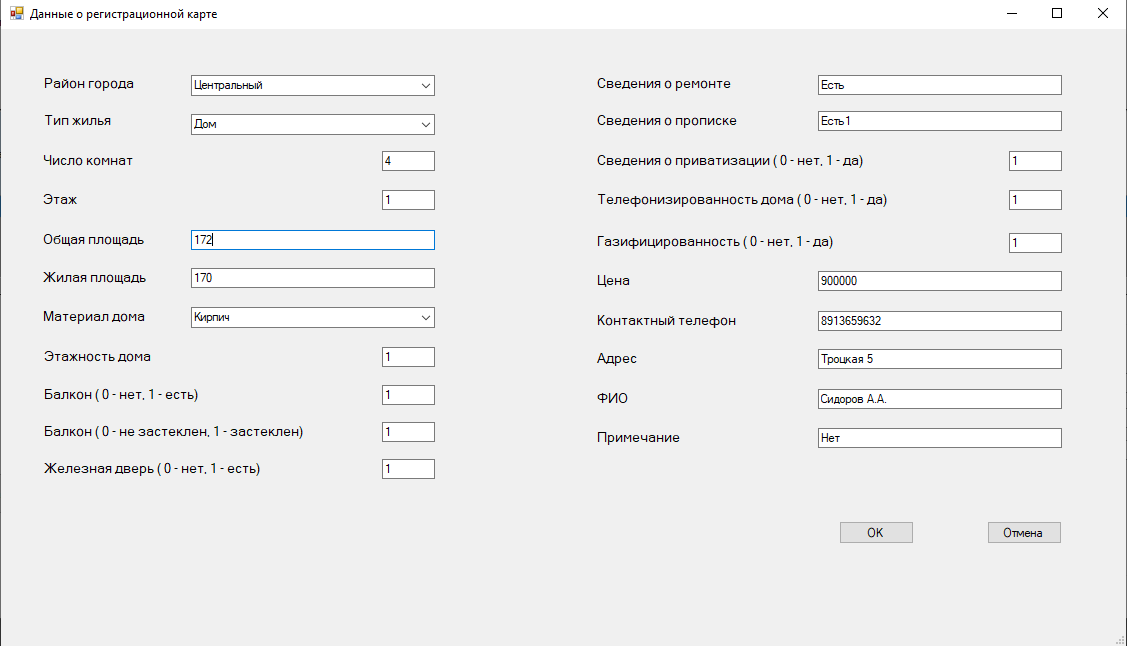 Данные о регистрационной карте
Район города Центральный
Тип жилья Дом
Число комнат 4
Этаж 1
Общая площадь 172
Жилая площадь 170
Материал дома Кирпич
Этажность дома 1
Балкон ( 0 - нет, 1 - есть) 1
Балкон ( 0 - не застеклен, 1 - застеклен) 1
Железная дверь ( 0 - нет, 1 - есть) 1
Сведения о ремонте Есть
Сведения о прописке Есть1
Сведения о приватизации ( 0 - нет, 1 - да) 1
Телефонизированность дома ( 0 - нет, 1 - да) 1
Газифицированность ( 0 - нет, 1 - да) 1
Цена 900000
Контактный телефон 8913659632
Адрес Троцкая 5
ФИО Сидоров А.А.
Примечание Нет
OK Отмена